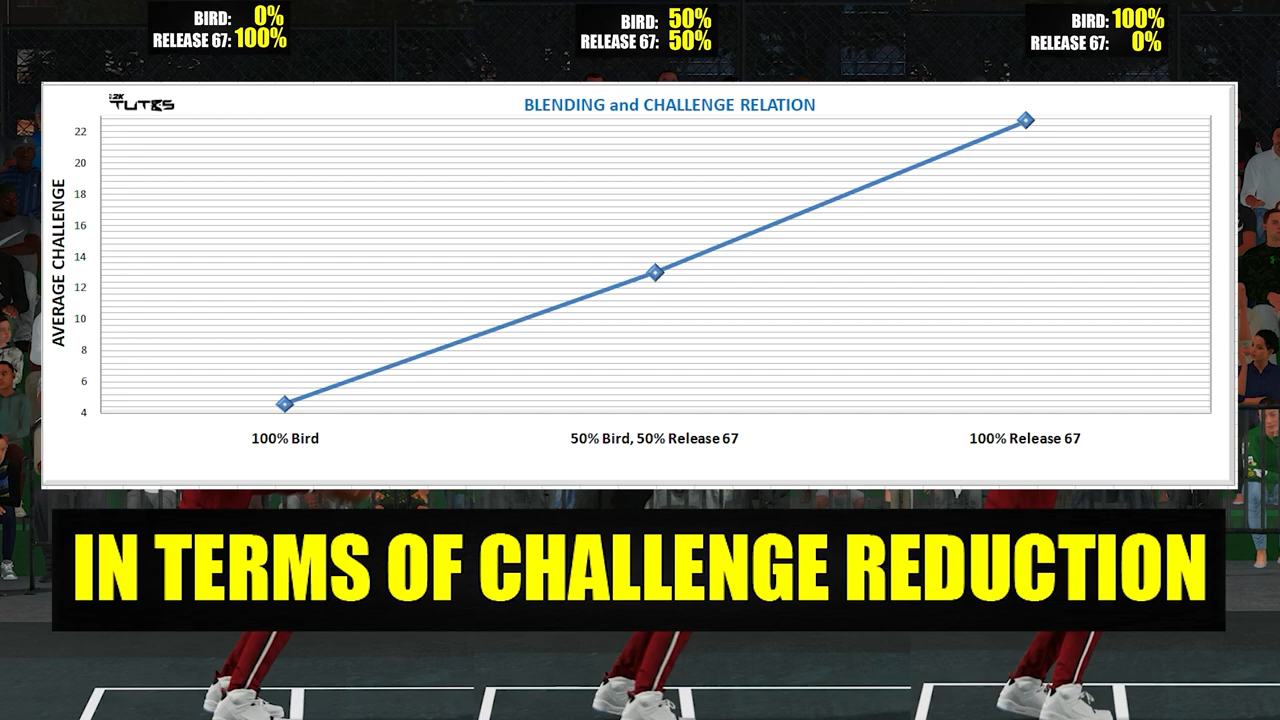 BIRD: 0%
RELEASE 67: 100%
BIRD: 50%
RELEASE 67: 50%
BIRD: 100%
RELEASE 67: 0%
2K
TUTES
BLENDING and CHALLENGE RELATION
AVERAGE CHALLENGE
22
20
18
16
14
12
10
8
6
4
100% Bird
50% Bird, 50% Release 67
100% Release 67
IN TERMS OF CHALLENGE REDUCTION